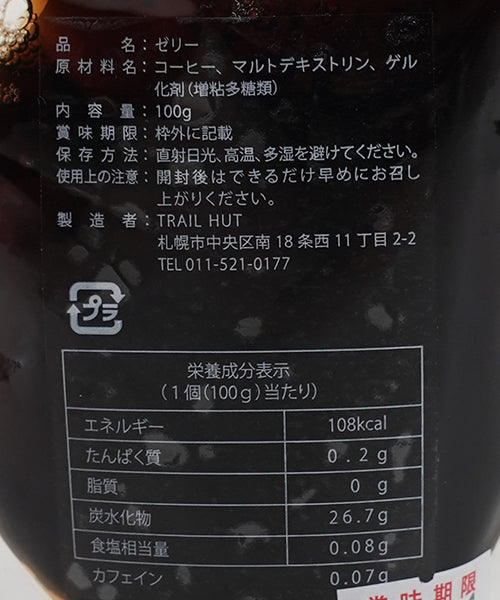 品名：ゼリー
原材料名：コーヒー、マルトデキストリン、ゲル
化剤（増粘多糖類）
内容量：100g
賞味期限：枠外に記載
保存方法：直射日光、高温、多湿を避けてください。
使用上の注意：開封後はできるだけ早めにお召し
上がりください。
製造者：TRAIL HUT
札幌市中央区南18条西11丁目2-2
TEL 011-521-0177
プラ
栄養成分表示
（1個(100g)当たり）
エネルギー 108kcal
たんぱく質 0.2g
脂質 0g
炭水化物 26.7g
食塩相当量 0.08g
カフェイン 0.07g
賞味期限